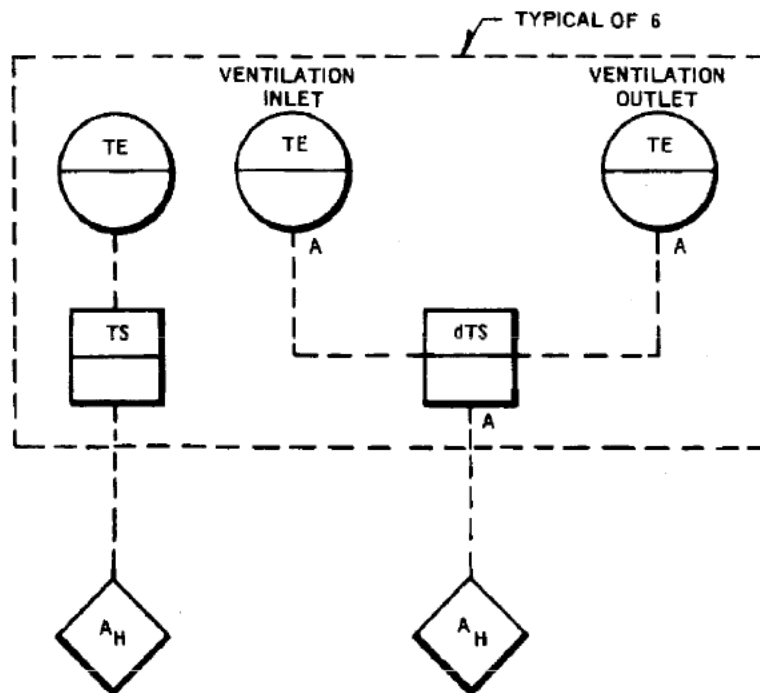 TYPICAL OF 6
VENTILATION
INLET
VENTILATION
OUTLET
TE
TE
TE
A
A
TS
dTS
A
AH
AH